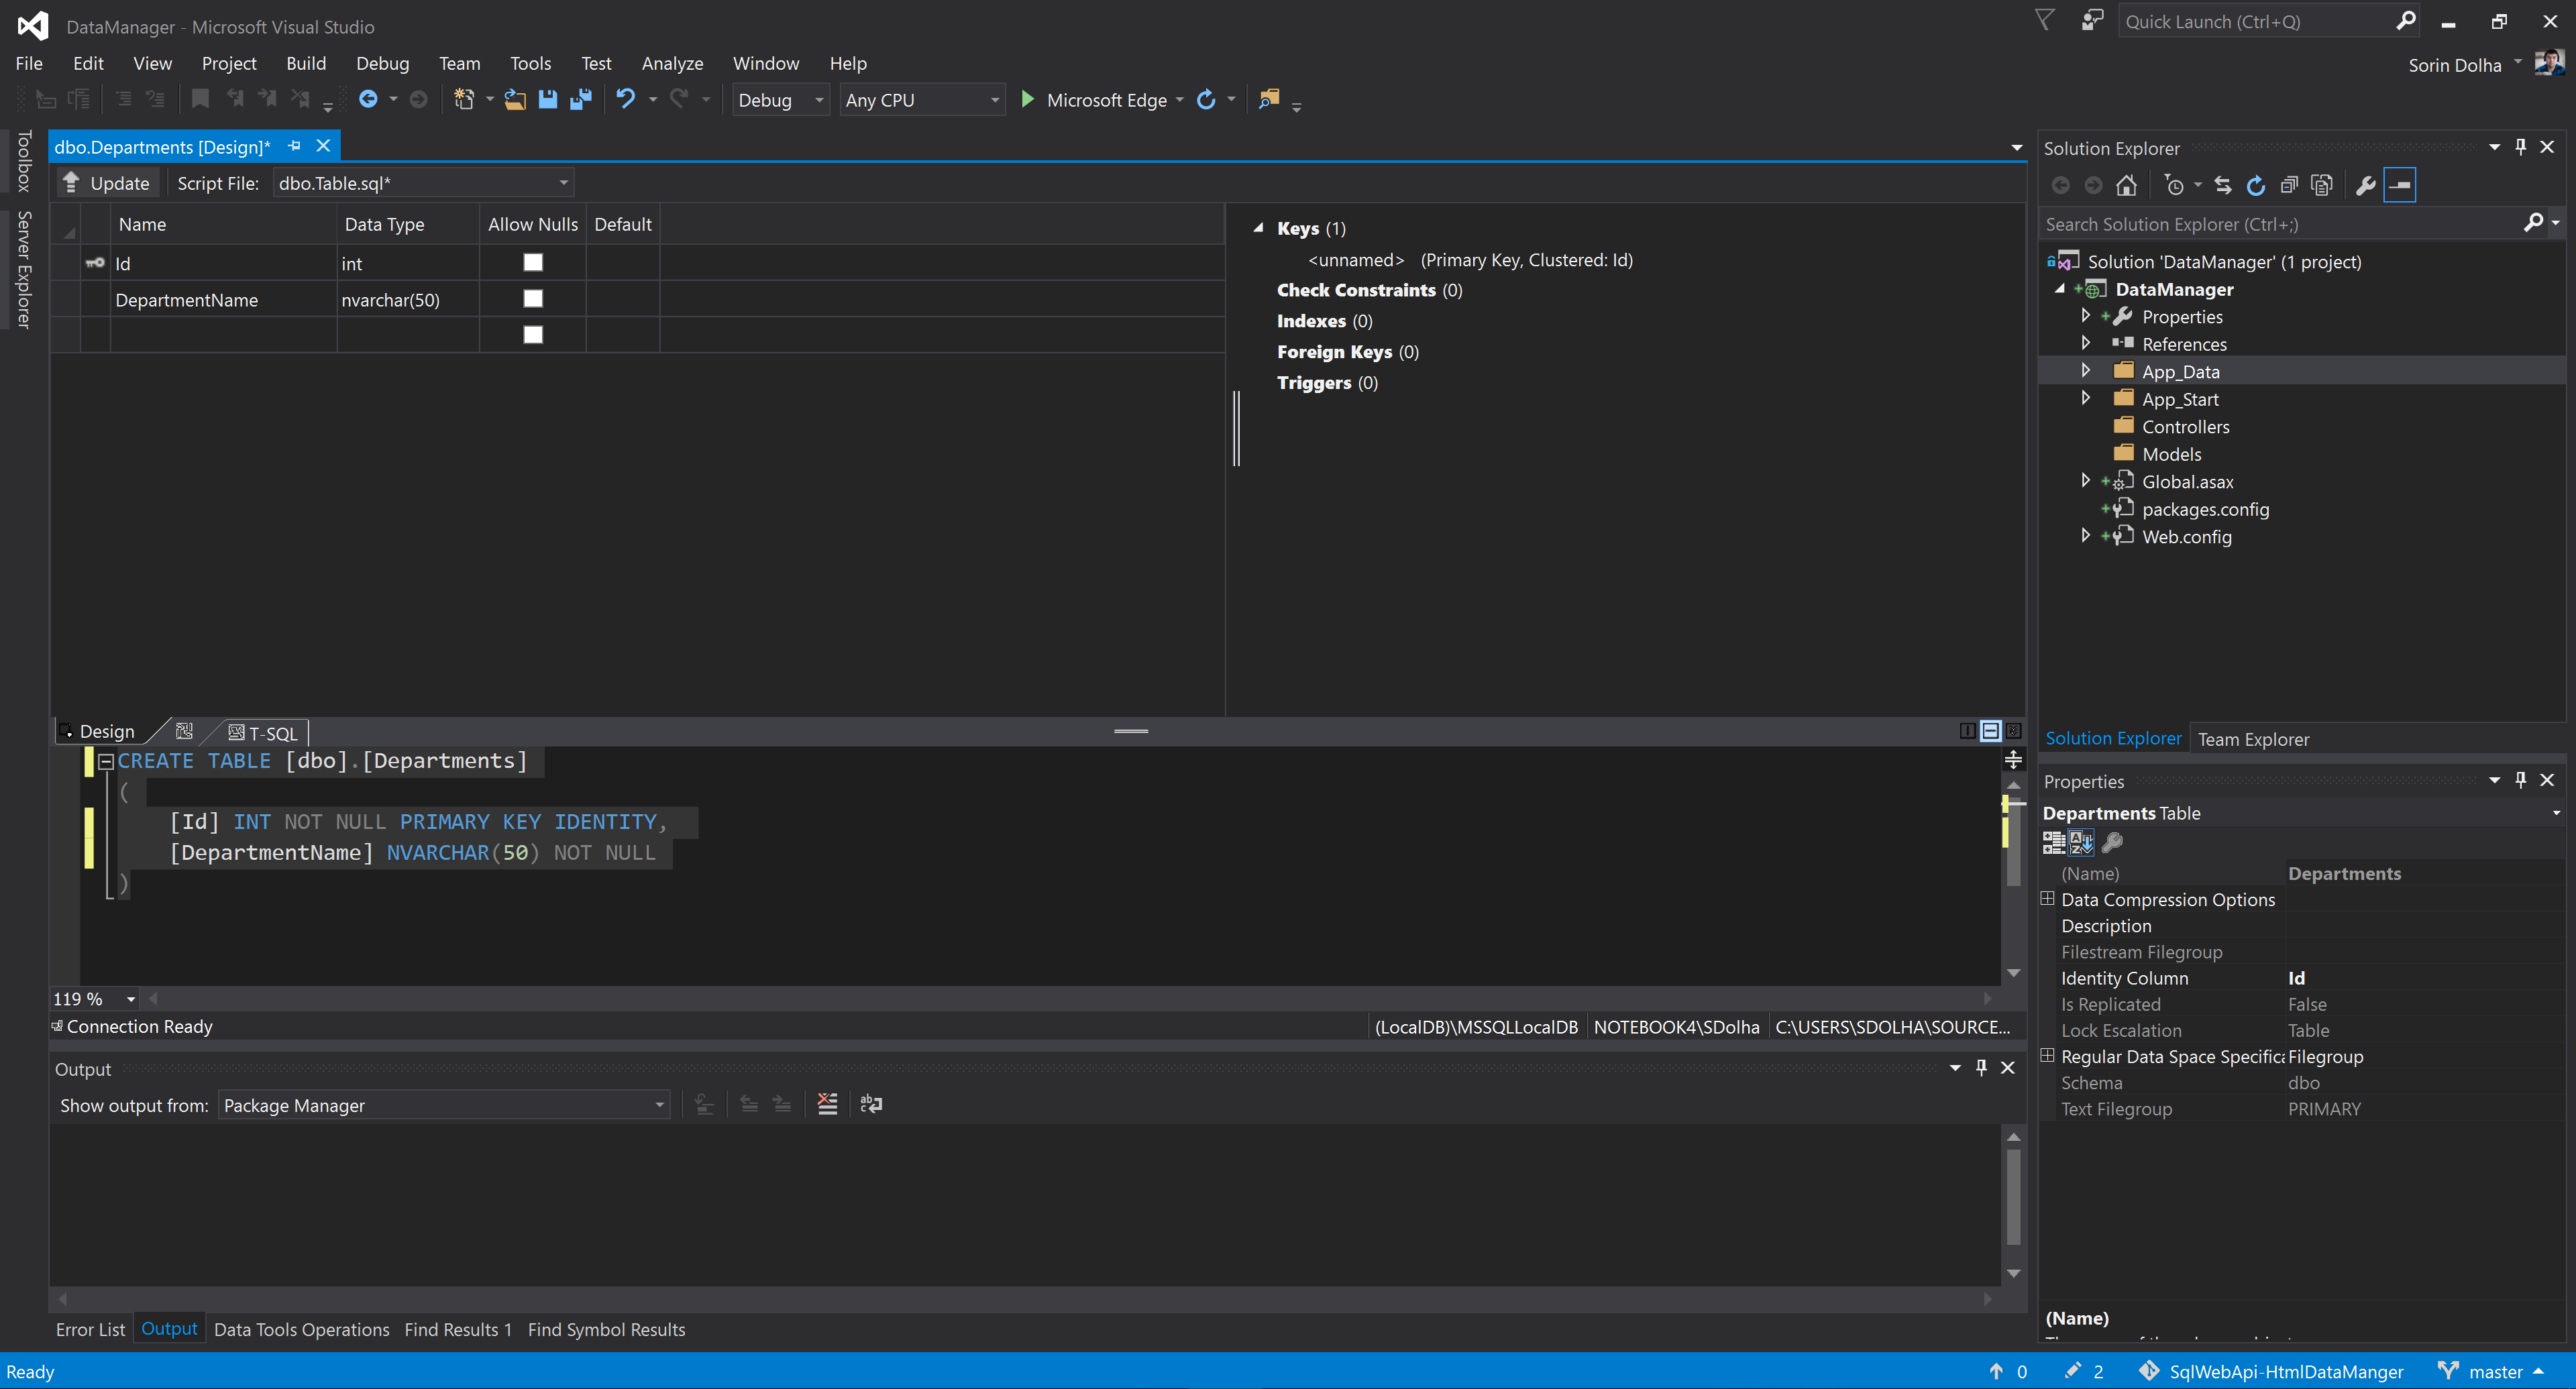 DataManager - Microsoft Visual Studio
Quick Launch (Ctrl+Q)
File Edit View Project Build Debug Team Tools Test Analyze Window Help
Sorin Dolha
Debug Any CPU Microsoft Edge
Toolbox
Server Explorer
dbo.Departments [Design]*
Update Script File: dbo.Table.sql*
Name Data Type Allow Nulls Default
Id int
DepartmentName nvarchar(50)
Keys (1)
<unnamed> (Primary Key, Clustered: Id)
Check Constraints (0)
Indexes (0)
Foreign Keys (0)
Triggers (0)
Design T-SQL
CREATE TABLE [dbo].[Departments]
(
[Id] INT NOT NULL PRIMARY KEY IDENTITY,
[DepartmentName] NVARCHAR(50) NOT NULL
)
119 %
Connection Ready (LocalDB)\MSSQLLocalDB NOTEBOOK4\SDolha C:\USERS\SDOLHA\SOURCE...
Output
Show output from: Package Manager
Error List Output Data Tools Operations Find Results 1 Find Symbol Results
Solution Explorer
Search Solution Explorer (Ctrl+;)
Solution 'DataManager' (1 project)
DataManager
Properties
References
App_Data
App_Start
Controllers
Models
Global.asax
packages.config
Web.config
Solution Explorer Team Explorer
Properties
Departments Table
(Name) Departments
Data Compression Options
Description
Filestream Filegroup
Identity Column Id
Is Replicated False
Lock Escalation Table
Regular Data Space Specifica Filegroup
Schema dbo
Text Filegroup PRIMARY
(Name)
Ready 0 2 SqlWebApi-HtmlDataManger master